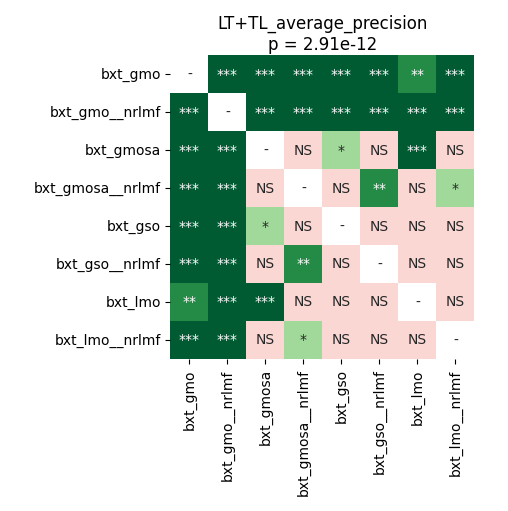 LT+TL_average_precision
p = 2.91e-12
bxt_gmo - *** *** *** *** *** ** ***
bxt_gmo__nrlmf *** - *** *** *** *** *** ***
bxt_gmosa *** *** - NS * NS *** NS
bxt_gmosa__nrlmf *** *** NS - NS ** NS *
bxt_gso *** *** * NS - NS NS NS
bxt_gso__nrlmf *** *** NS ** NS - NS NS
bxt_lmo ** *** *** NS NS NS - NS
bxt_lmo__nrlmf *** *** NS * NS NS NS -
bxt_gmo
bxt_gmo__nrlmf
bxt_gmosa
bxt_gmosa__nrlmf
bxt_gso
bxt_gso__nrlmf
bxt_lmo
bxt_lmo__nrlmf